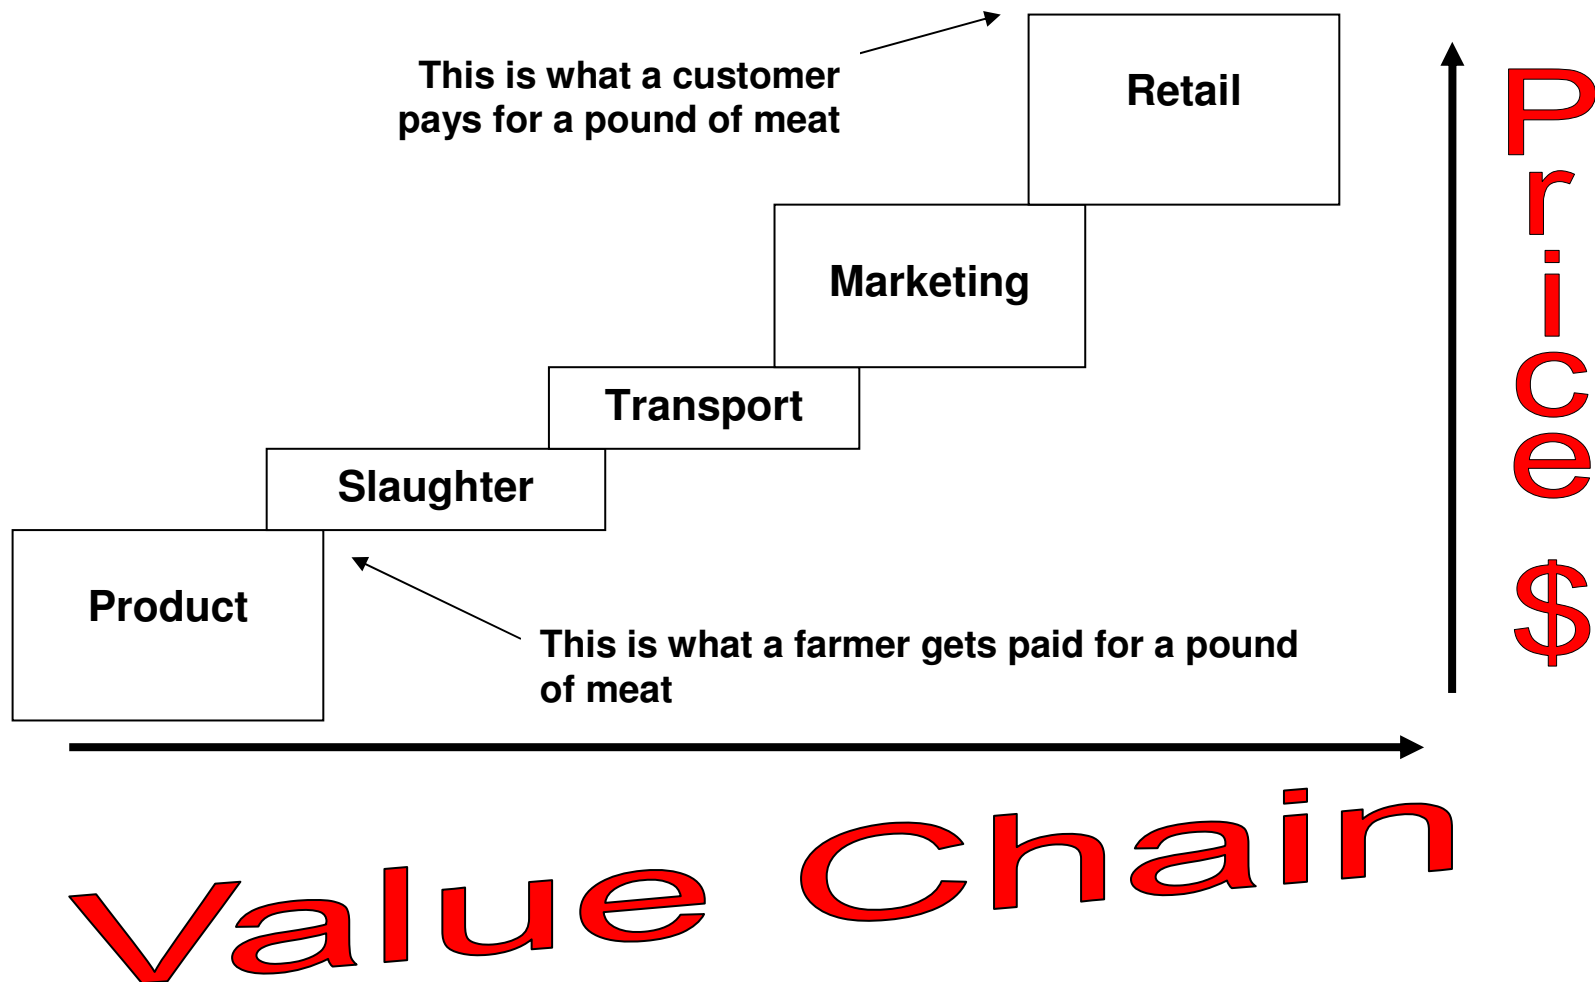 This is what a customer
pays for a pound of meat
Retail
Marketing
Transport
Slaughter
Product
This is what a farmer gets paid for a pound
of meat
Price $
Value Chain